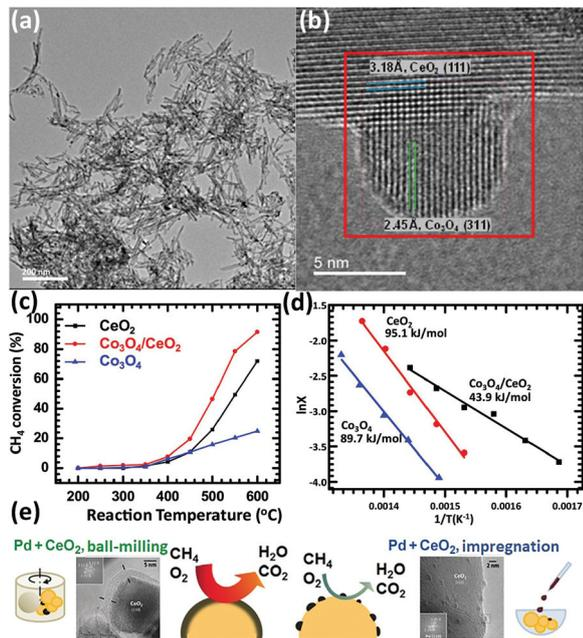 (a)
200 nm
(b)
3.18Å, CeO₂ (111)
2.45Å, Co₃O₄ (311)
5 nm
(c)
CH₄ conversion (%)
100
80
60
40
20
0
CeO₂
Co₃O₄/CeO₂
Co₃O₄
200 300 400 500 600
Reaction Temperature (°C)
(d)
lnX
-1.5
-2.0
-2.5
-3.0
-3.5
-4.0
CeO₂
95.1 kJ/mol
Co₃O₄/CeO₂
43.9 kJ/mol
Co₃O₄
89.7 kJ/mol
0.0014 0.0015 0.0016 0.0017
1/T(K⁻¹)
(e)
Pd + CeO₂, ball-milling
5 nm
CeO₂
CH₄
O₂
H₂O
CO₂
CH₄
O₂
H₂O
CO₂
Pd + CeO₂, impregnation
CeO₂
2 nm